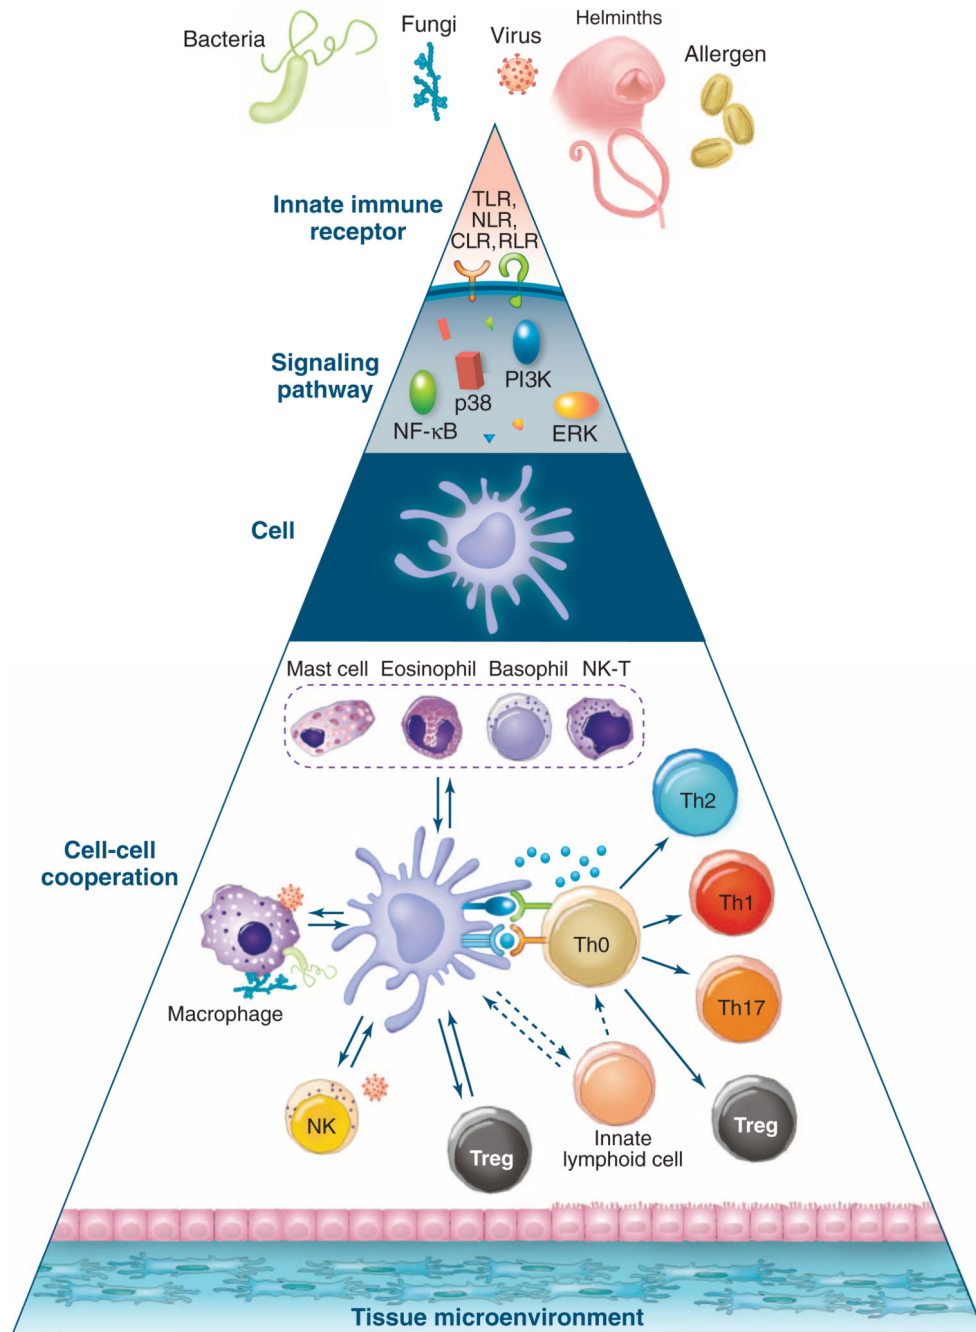 Bacteria
Fungi
Virus
Helminths
Allergen
Innate immune
receptor
TLR,
NLR,
CLR, RLR
Signaling
pathway
PI3K
p38
NF-κB
ERK
Cell
Mast cell
Eosinophil
Basophil
NK-T
Cell-cell
cooperation
Th2
Th1
Th0
Th17
Macrophage
NK
Treg
Innate
lymphoid cell
Treg
Tissue microenvironment